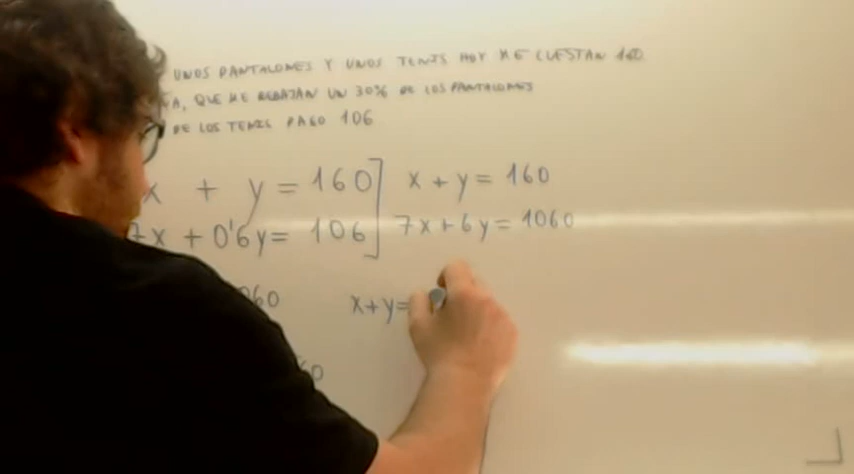 UNOS PANTALONES Y UNOS TENIS HOY ME CUESTAN 160
A, QUE ME REBAJAN UN 30% DE LOS PANTALONES
DE LOS TENIS PAGO 106
x + y = 160 ] x + y = 160
7x + 0'6y = 106 ] 7x + 6y = 1060
060 x + y =
60